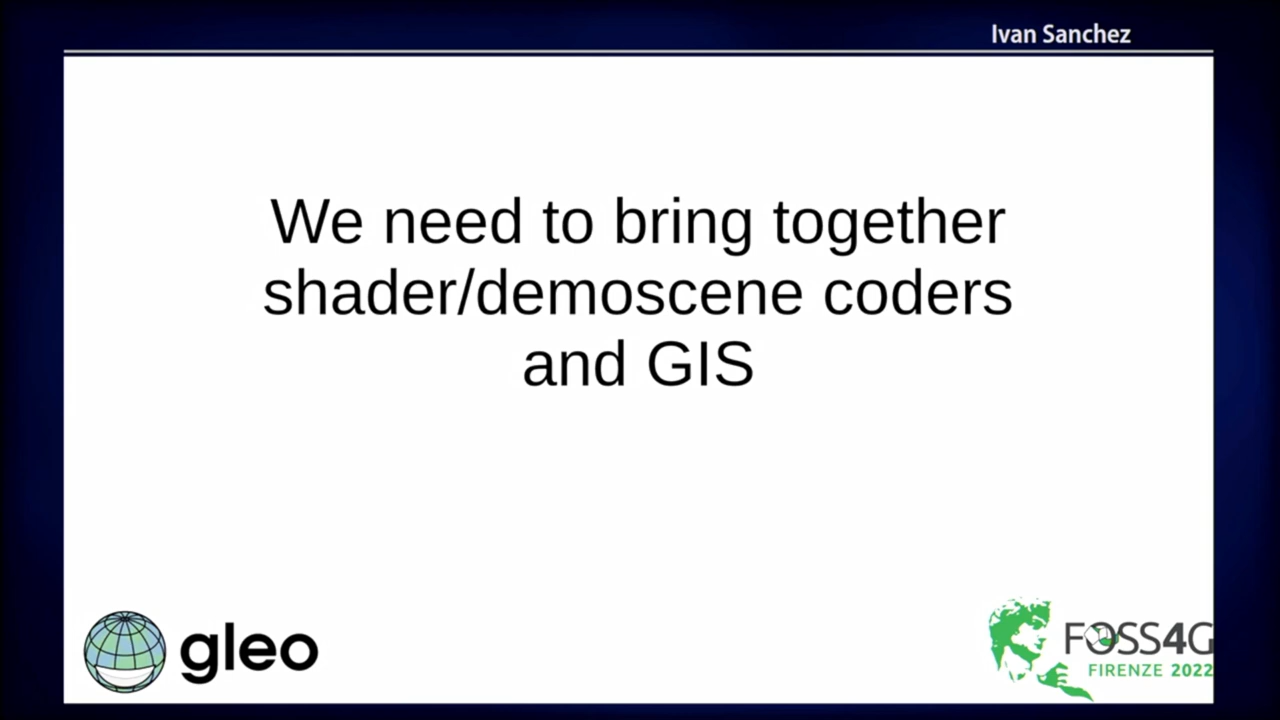 Ivan Sanchez
We need to bring together
shader/demoscene coders
and GIS
gleo
FOSS4G
FIRENZE 2022